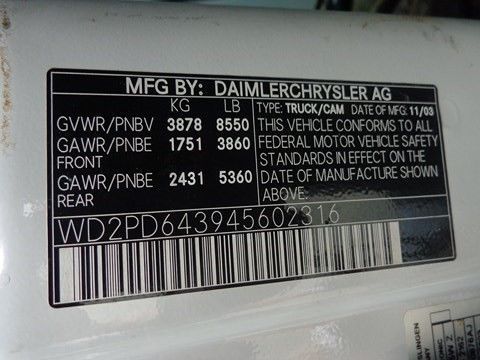 MFG BY: DAIMLERCHRYSLER AG
KG LB
TYPE: TRUCK/CAM DATE OF MFG: 11/03
GVWR/PNBV 3878 8550
GAWR/PNBE 1751 3860
FRONT
GAWR/PNBE 2431 5360
REAR
THIS VEHICLE CONFORMS TO ALL
FEDERAL MOTOR VEHICLE SAFETY
STANDARDS IN EFFECT ON THE
DATE OF MANUFACTURE SHOWN
ABOVE:
WD2PD643945602316